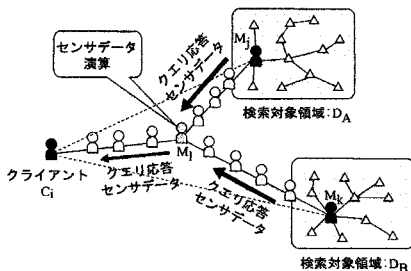 センサデータ
演算
クエリ応答
センサデータ
Mj
検索対象領域:DA
Ml
クライアント
Ci
クエリ応答
センサデータ
クエリ応答
センサデータ
Mk
検索対象領域:DB